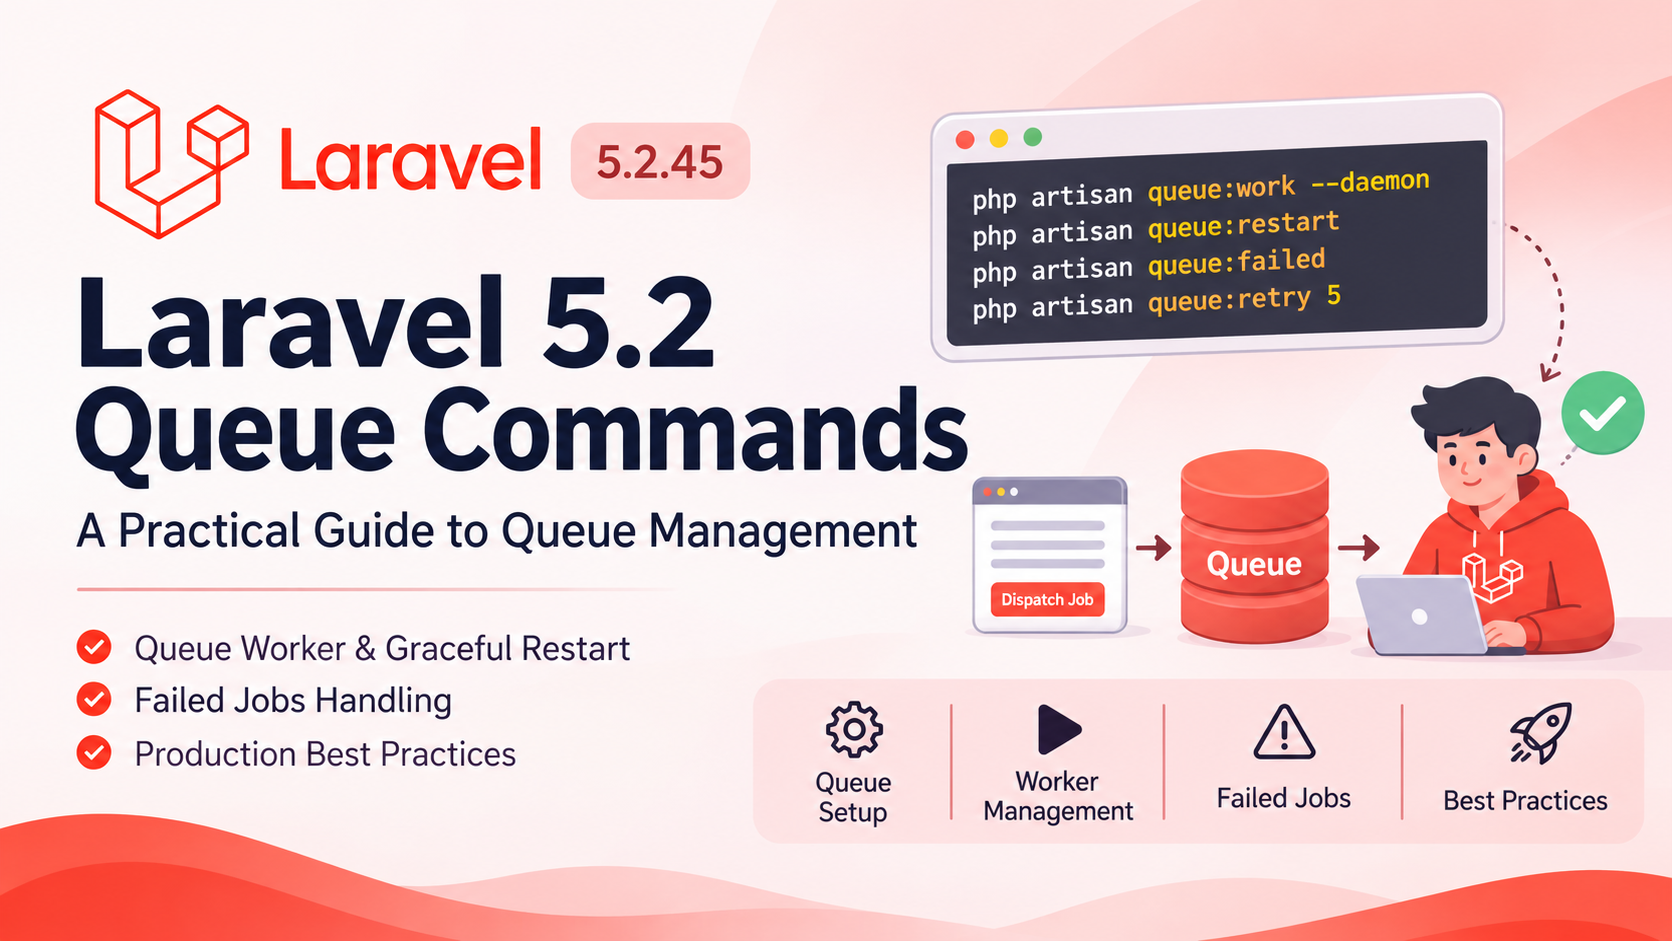 Laravel 5.2.45
Laravel 5.2
Queue Commands
A Practical Guide to Queue Management
Queue Worker & Graceful Restart
Failed Jobs Handling
Production Best Practices
php artisan queue:work --daemon
php artisan queue:restart
php artisan queue:failed
php artisan queue:retry 5
Dispatch Job
Queue
Queue
Setup
Worker
Management
Failed Jobs
Best Practices